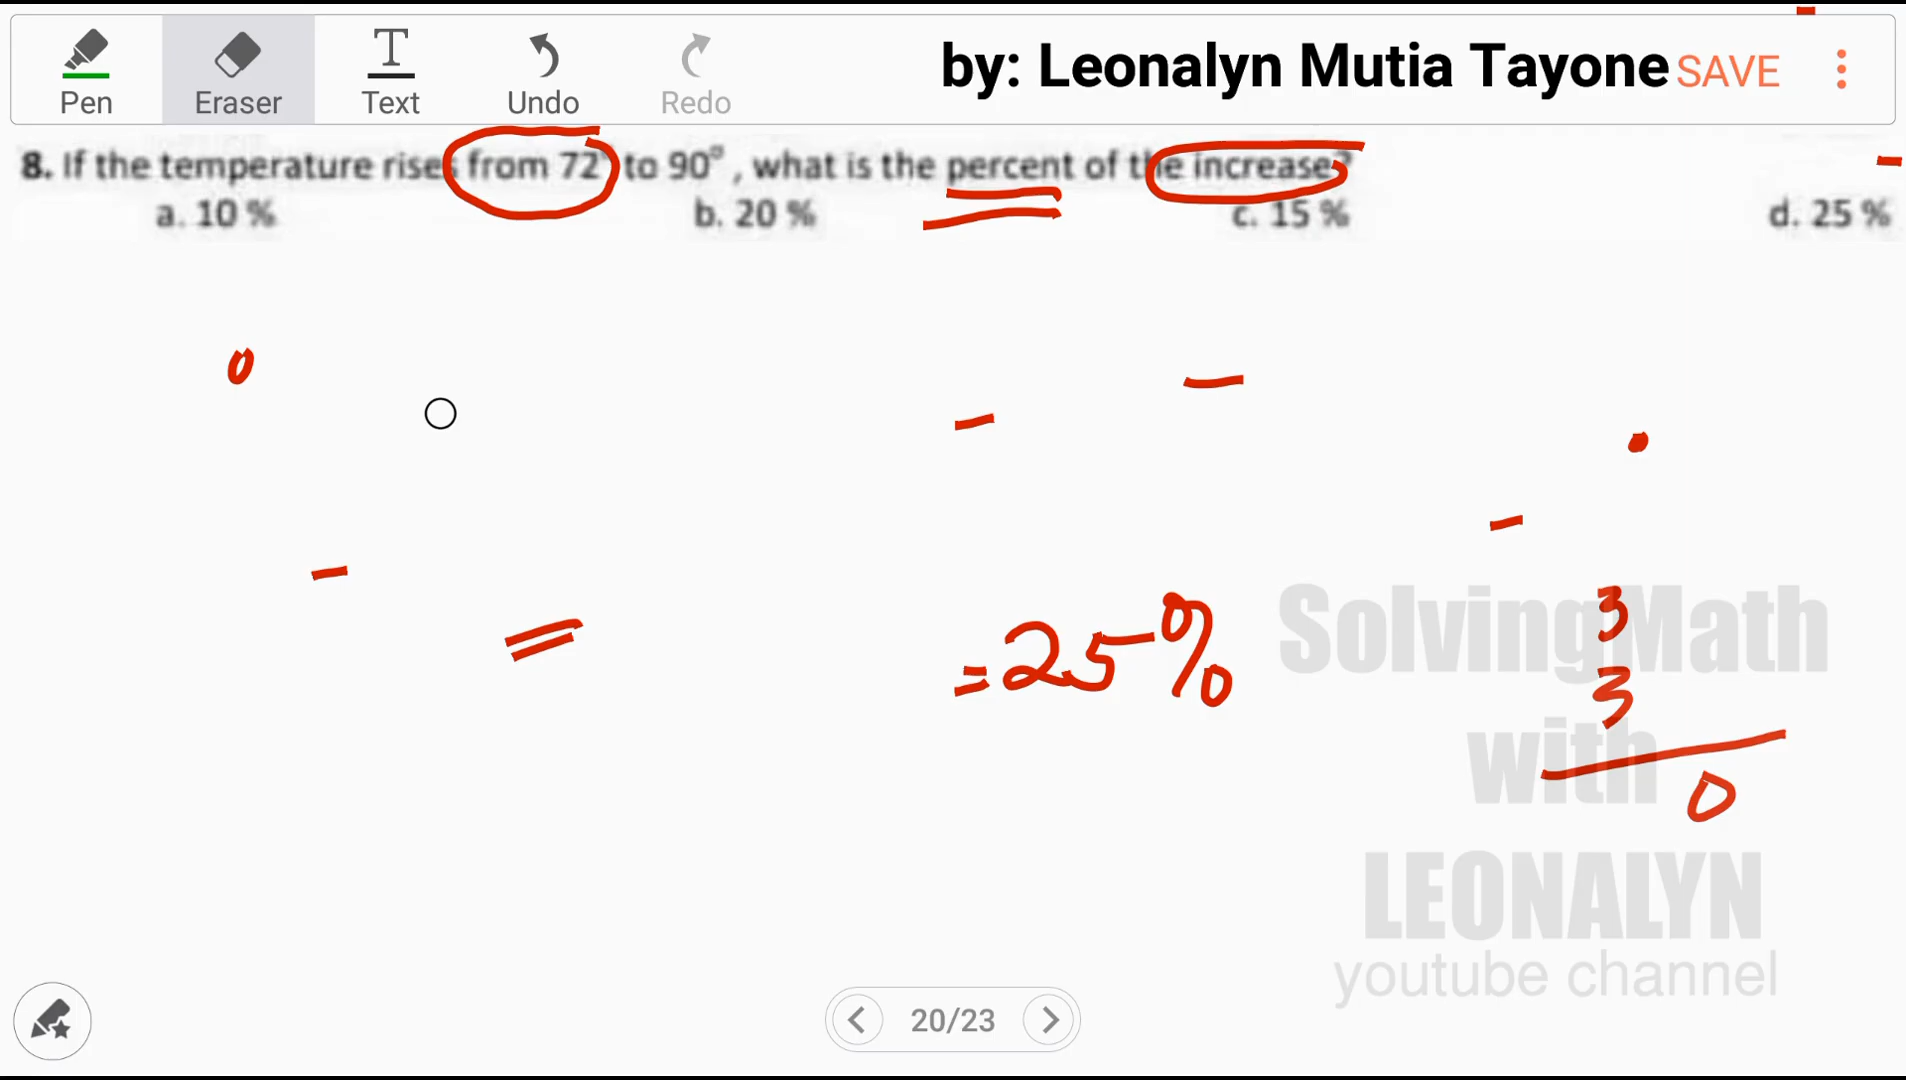 Pen Eraser Text Undo Redo by: Leonalyn Mutia Tayone SAVE
8. If the temperature rises from 72° to 90°, what is the percent of the increase?
a. 10 % b. 20 % c. 15 % d. 25 %
0
= 25%
3
3
0
SolvingMath
with
LEONALYN
youtube channel
20/23